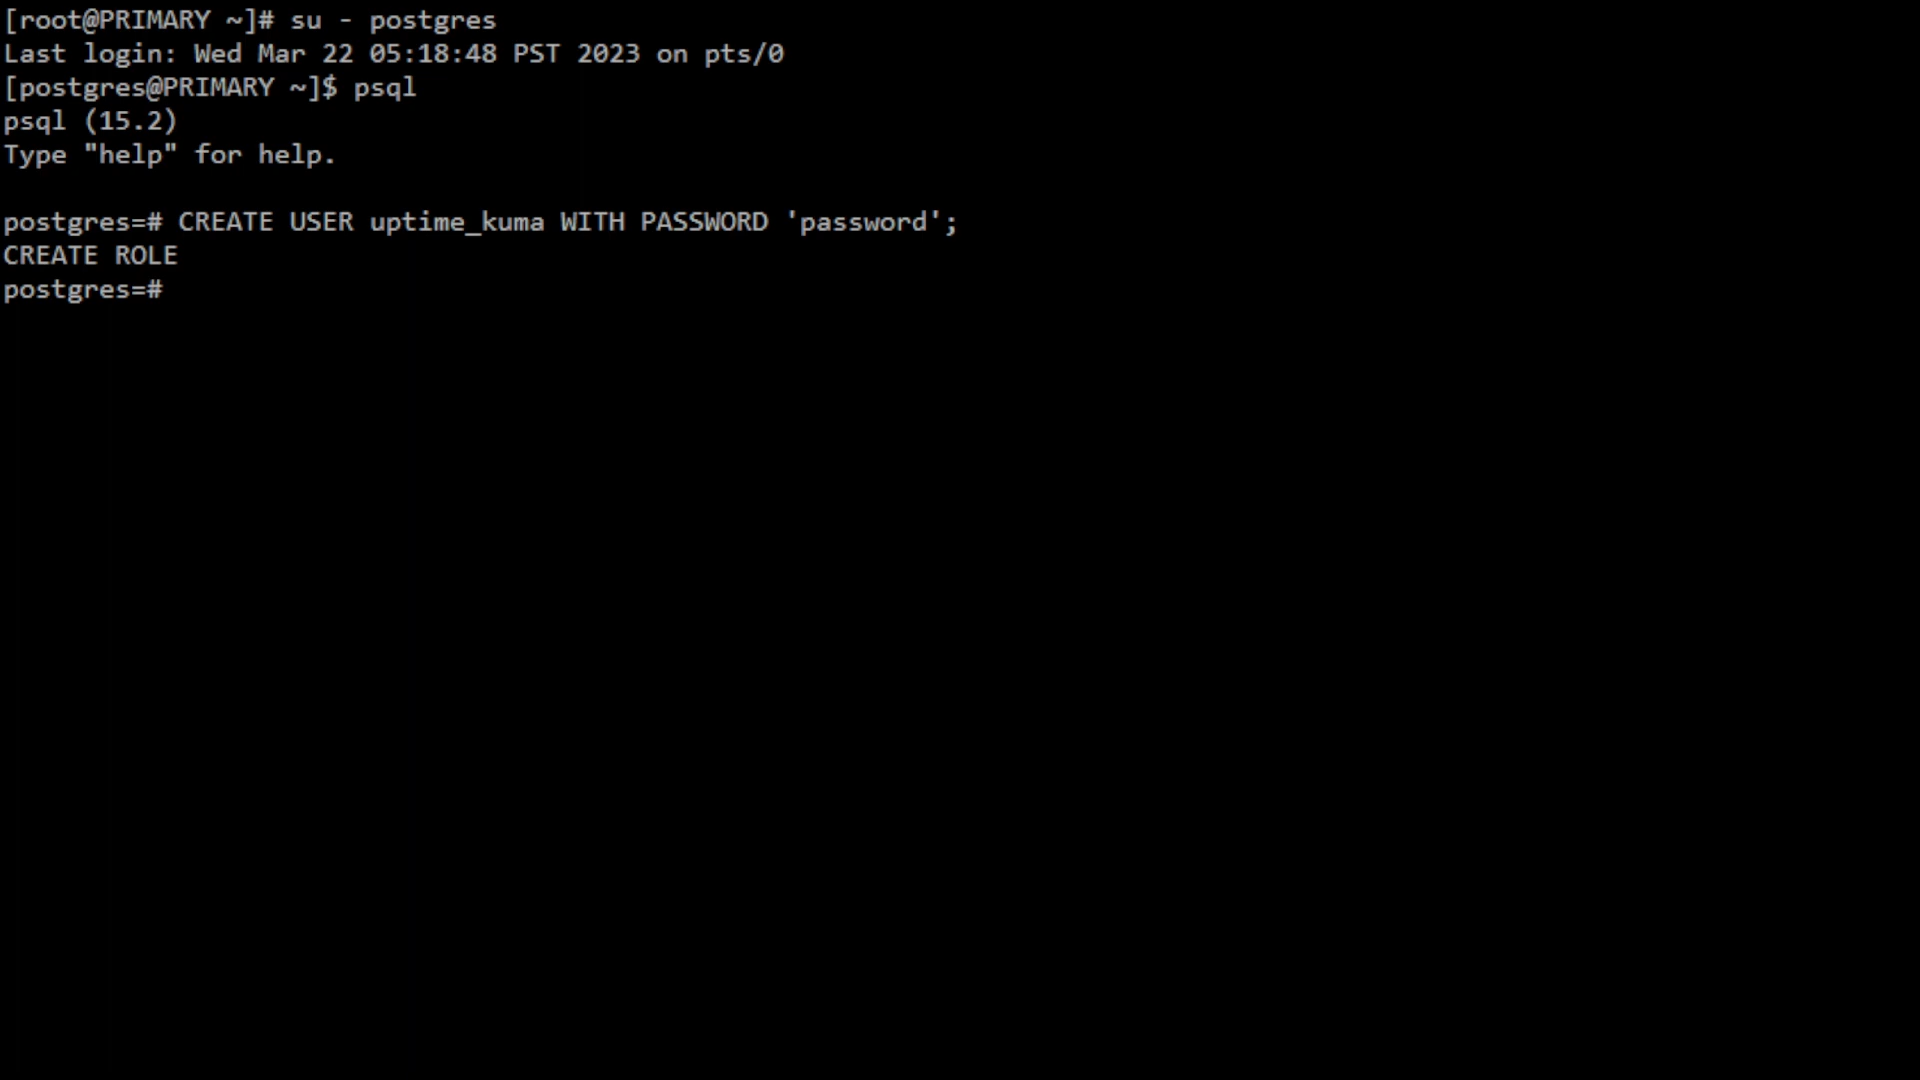 [root@PRIMARY ~]# su - postgres
Last login: Wed Mar 22 05:18:48 PST 2023 on pts/0
[postgres@PRIMARY ~]$ psql
psql (15.2)
Type "help" for help.
postgres=# CREATE USER uptime_kuma WITH PASSWORD 'password';
CREATE ROLE
postgres=#